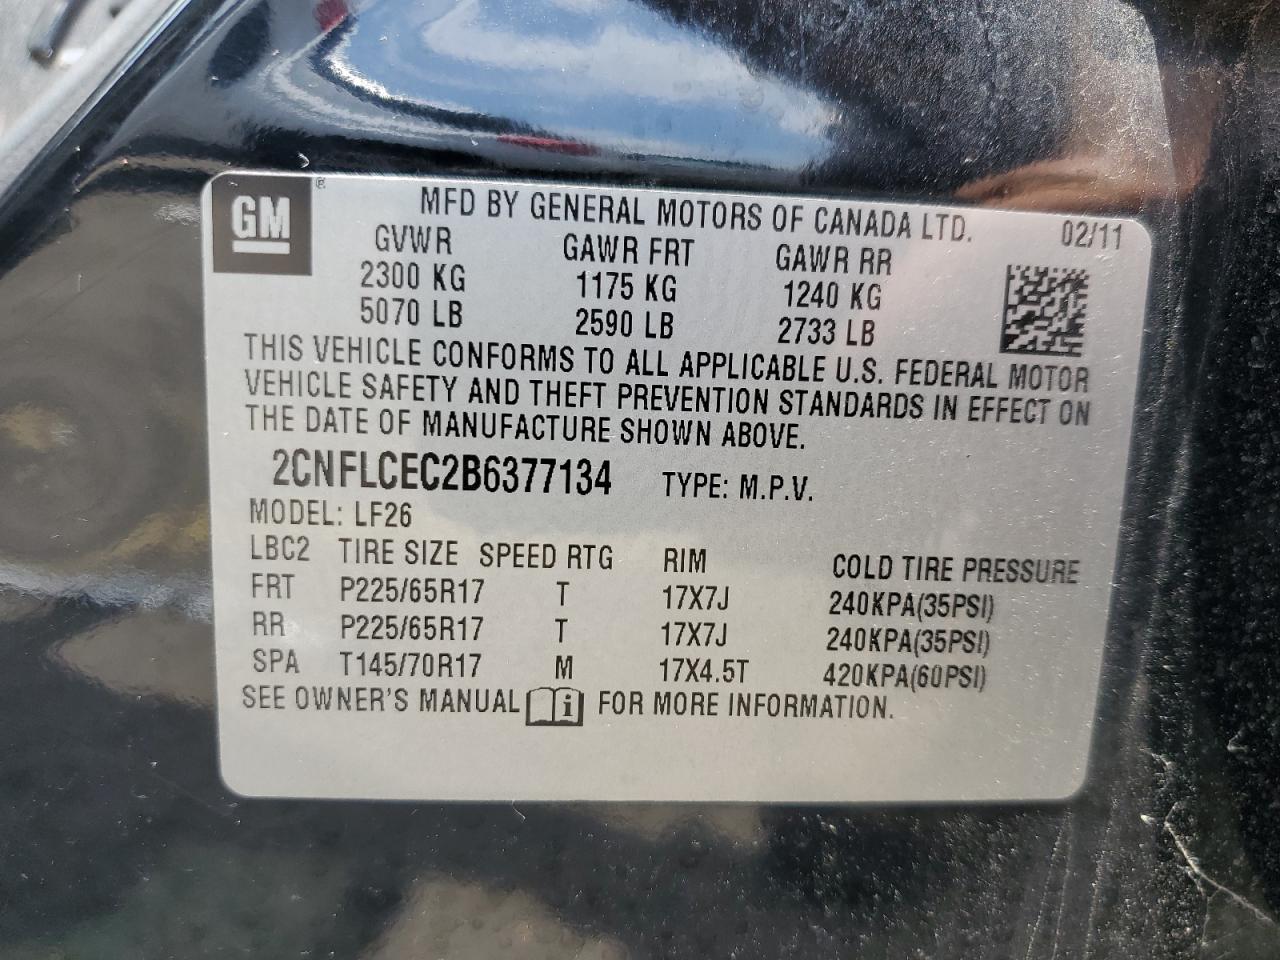 GM ® MFD BY GENERAL MOTORS OF CANADA LTD. 02/11
GVWR GAWR FRT GAWR RR
2300 KG 1175 KG 1240 KG
5070 LB 2590 LB 2733 LB
THIS VEHICLE CONFORMS TO ALL APPLICABLE U.S. FEDERAL MOTOR
VEHICLE SAFETY AND THEFT PREVENTION STANDARDS IN EFFECT ON
THE DATE OF MANUFACTURE SHOWN ABOVE.
2CNFLCEC2B6377134 TYPE: M.P.V.
MODEL: LF26
LBC2 TIRE SIZE SPEED RTG RIM COLD TIRE PRESSURE
FRT P225/65R17 T 17X7J 240KPA(35PSI)
RR P225/65R17 T 17X7J 240KPA(35PSI)
SPA T145/70R17 M 17X4.5T 420KPA(60PSI)
SEE OWNER'S MANUAL i FOR MORE INFORMATION.